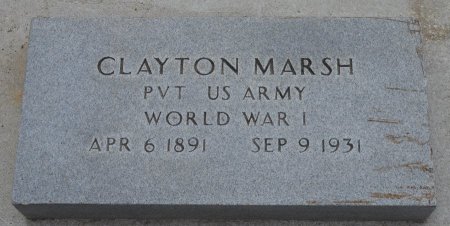 CLAYTON MARSH
PVT US ARMY
WORLD WAR I
APR 6 1891 SEP 9 1931